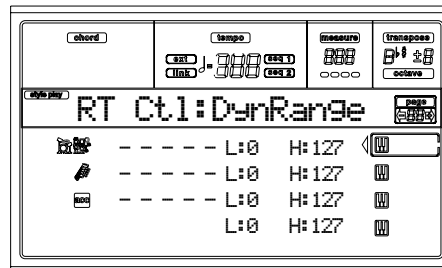 chord tempo measure transpose
ext link ♩= seq 1 seq 2 octave
style play page
RT Ctl:DynRange
----- L:0 H:127
----- L:0 H:127
ACC ----- L:0 H:127
L:0 H:127